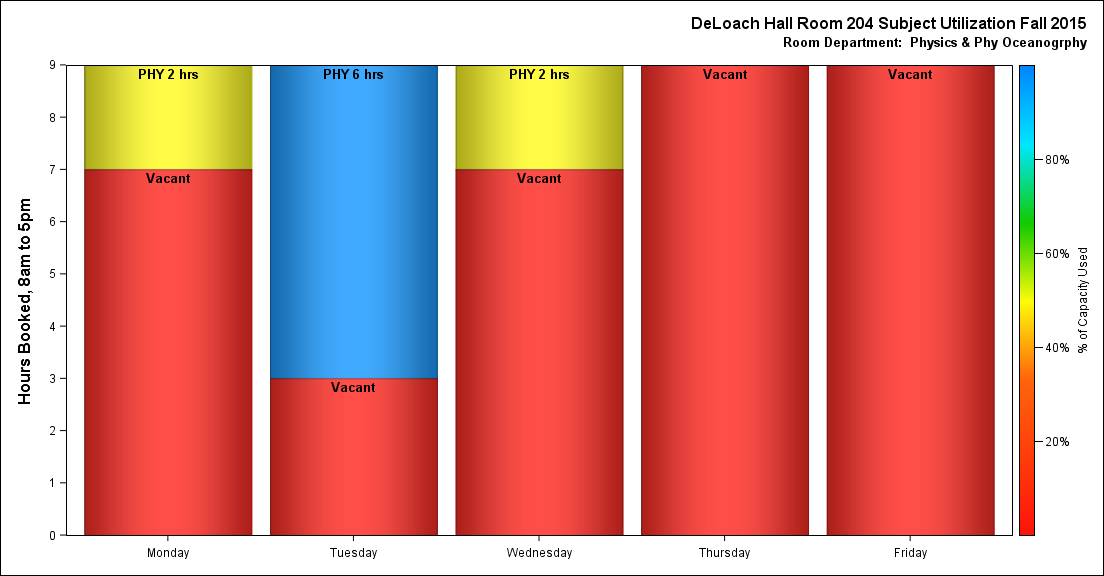 DeLoach Hall Room 204 Subject Utilization Fall 2015
Room Department:  Physics & Phy Oceanogrphy
Hours Booked, 8am to 5pm
9
8
7
6
5
4
3
2
1
0
PHY 2 hrs
Vacant
PHY 6 hrs
Vacant
PHY 2 hrs
Vacant
Vacant
Vacant
Monday
Tuesday
Wednesday
Thursday
Friday
80%
60%
40%
20%
% of Capacity Used